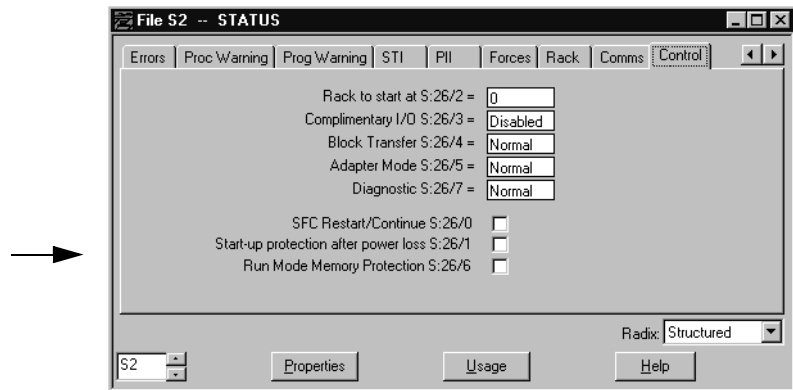 File S2 -- STATUS
Errors Proc Warning Prog Warning STI PII Forces Rack Comms Control
Rack to start at S:26/2 = 0
Complimentary I/O S:26/3 = Disabled
Block Transfer S:26/4 = Normal
Adapter Mode S:26/5 = Normal
Diagnostic S:26/7 = Normal
SFC Restart/Continue S:26/0
Start-up protection after power loss S:26/1
Run Mode Memory Protection S:26/6
Radix: Structured
S2 Properties Usage Help